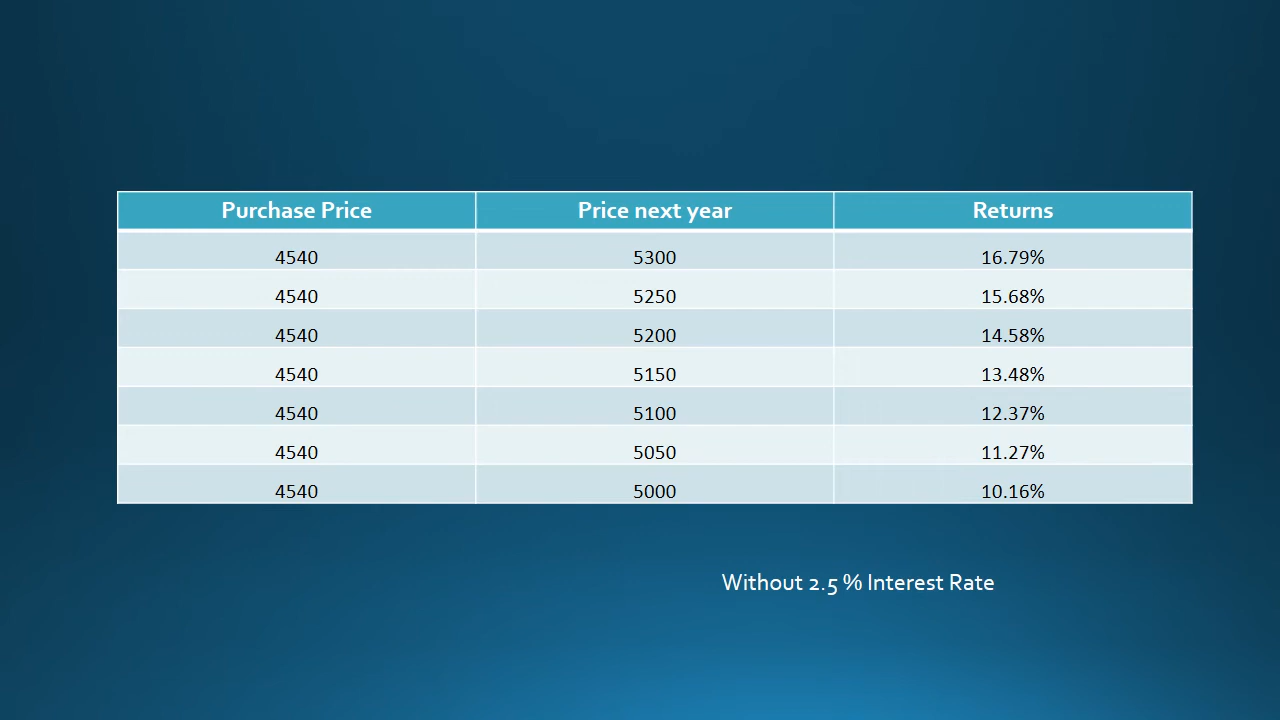 Purchase Price Price next year Returns
4540 5300 16.79%
4540 5250 15.68%
4540 5200 14.58%
4540 5150 13.48%
4540 5100 12.37%
4540 5050 11.27%
4540 5000 10.16%
Without 2.5 % Interest Rate